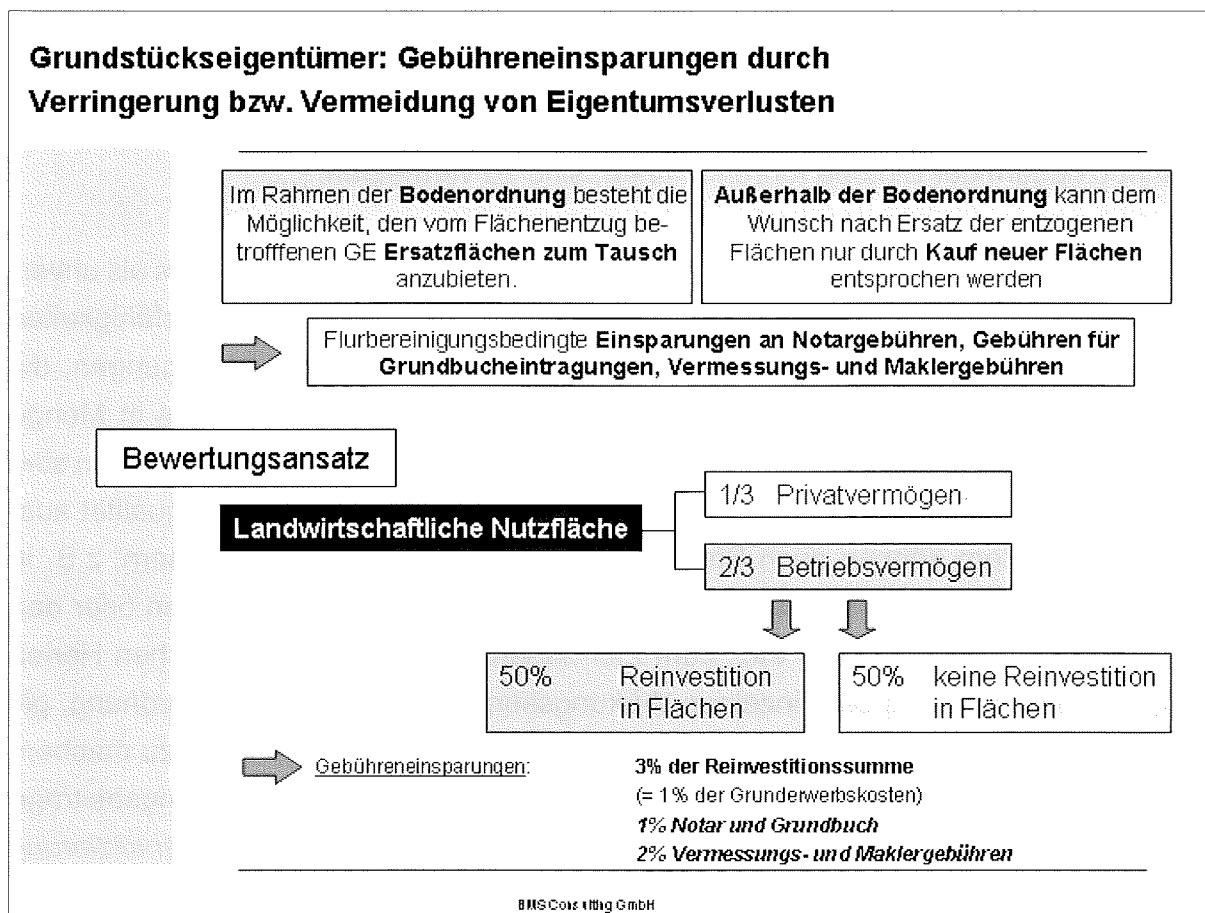 Grundstückseigentümer: Gebühreneinsparungen durch
Verringerung bzw. Vermeidung von Eigentumsverlusten
Im Rahmen der Bodenordnung besteht die
Möglichkeit, den vom Flächenentzug be-
trofffenen GE Ersatzflächen zum Tausch
anzubieten.
Außerhalb der Bodenordnung kann dem
Wunsch nach Ersatz der entzogenen
Flächen nur durch Kauf neuer Flächen
entsprochen werden
Flurbereinigungsbedingte Einsparungen an Notargebühren, Gebühren für
Grundbucheintragungen, Vermessungs- und Maklergebühren
Bewertungsansatz
Landwirtschaftliche Nutzfläche
1/3 Privatvermögen
2/3 Betriebsvermögen
50% Reinvestition
in Flächen
50% keine Reinvestition
in Flächen
Gebühreneinsparungen:
3% der Reinvestitionssumme
(= 1% der Grunderwerbskosten)
1% Notar und Grundbuch
2% Vermessungs- und Maklergebühren
BMS Consulting GmbH